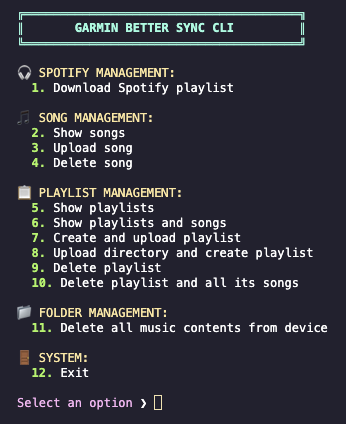 GARMIN BETTER SYNC CLI
🎧 SPOTIFY MANAGEMENT:
1. Download Spotify playlist
🎵 SONG MANAGEMENT:
2. Show songs
3. Upload song
4. Delete song
📋 PLAYLIST MANAGEMENT:
5. Show playlists
6. Show playlists and songs
7. Create and upload playlist
8. Upload directory and create playlist
9. Delete playlist
10. Delete playlist and all its songs
📁 FOLDER MANAGEMENT:
11. Delete all music contents from device
🚪 SYSTEM:
12. Exit
Select an option ❯